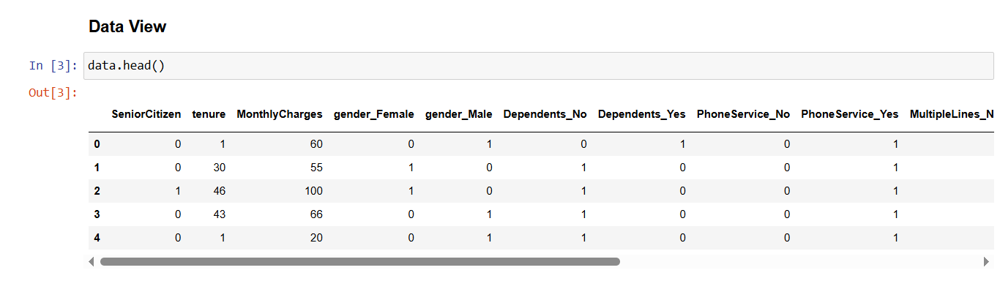 Data View
In [3]: data.head()
Out[3]:
SeniorCitizen tenure MonthlyCharges gender_Female gender_Male Dependents_No Dependents_Yes PhoneService_No PhoneService_Yes MultipleLines_N
0 0 1 60 0 1 0 1 0 1
1 0 30 55 1 0 1 0 0 1
2 1 46 100 1 0 1 0 0 1
3 0 43 66 0 1 1 0 0 1
4 0 1 20 0 1 1 0 0 1